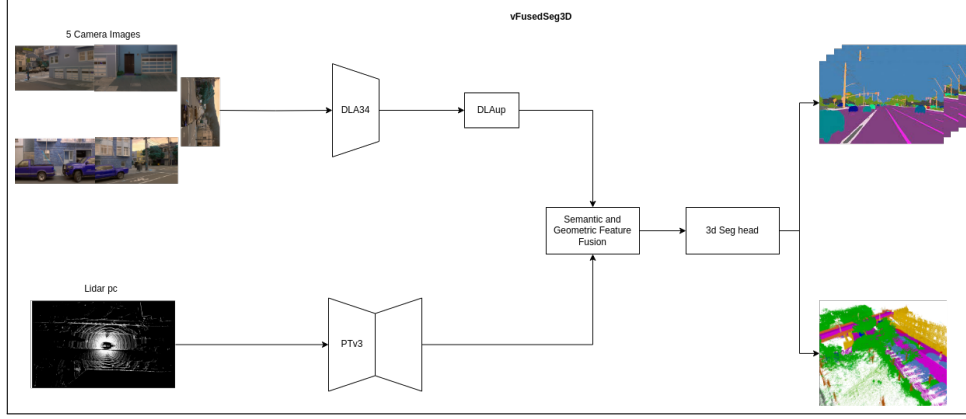 vFusedSeg3D
5 Camera Images
DLA34
DLAup
Semantic and
Geometric Feature
Fusion
3d Seg head
Lidar pc
PTv3